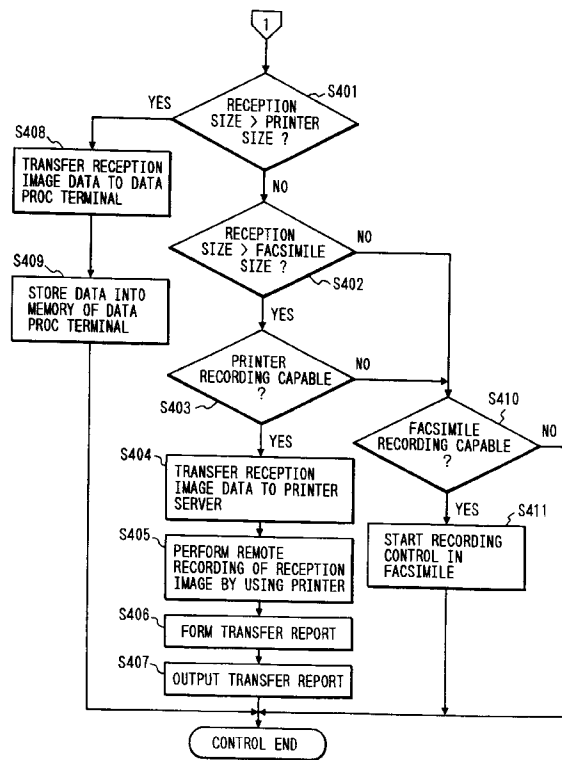 1
S401
RECEPTION
SIZE > PRINTER
SIZE ?
YES
NO
S408
TRANSFER RECEPTION
IMAGE DATA TO DATA
PROC TERMINAL
S409
STORE DATA INTO
MEMORY OF DATA
PROC TERMINAL
RECEPTION
SIZE > FACSIMILE
SIZE ?
NO
S402
YES
PRINTER
RECORDING CAPABLE
?
NO
S403
YES
S410
FACSIMILE
RECORDING CAPABLE
?
NO
YES
S404
TRANSFER RECEPTION
IMAGE DATA TO PRINTER
SERVER
S411
START RECORDING
CONTROL IN
FACSIMILE
S405
PERFORM REMOTE
RECORDING OF RECEPTION
IMAGE BY USING PRINTER
S406
FORM TRANSFER REPORT
S407
OUTPUT TRANSFER REPORT
CONTROL END